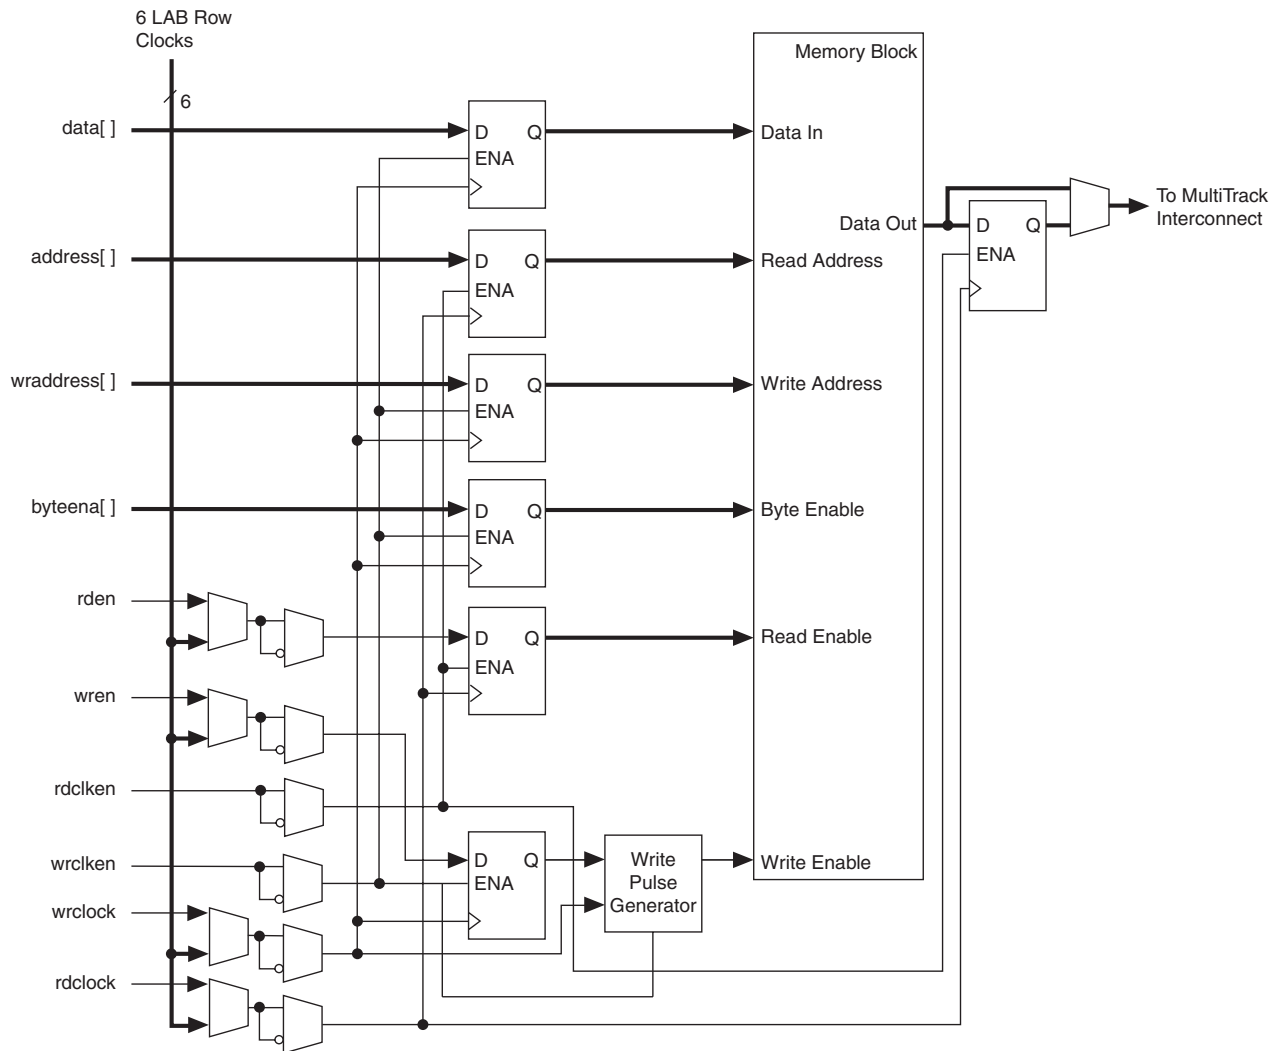 6 LAB Row
Clocks
6
Memory Block
data[ ]
D Q
ENA
Data In
To MultiTrack
Interconnect
Data Out
D Q
ENA
address[ ]
D Q
ENA
Read Address
wraddress[ ]
D Q
ENA
Write Address
byteena[ ]
D Q
ENA
Byte Enable
rden
D Q
ENA
Read Enable
wren
rdclken
wrclken
D Q
ENA
Write
Pulse
Generator
Write Enable
wrclock
rdclock